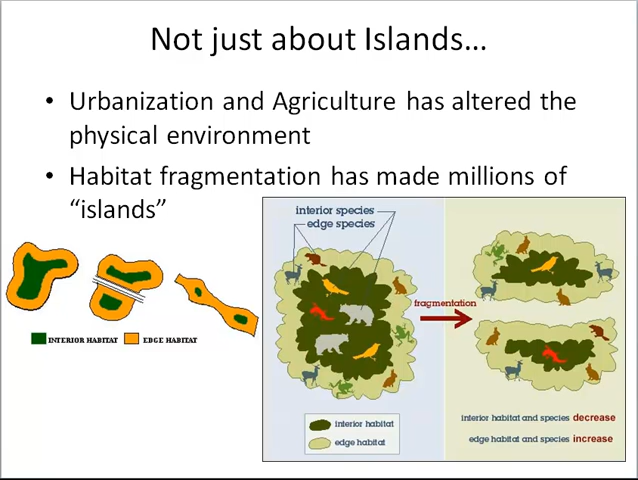 Not just about Islands...
• Urbanization and Agriculture has altered the
physical environment
• Habitat fragmentation has made millions of
“islands”
INTERIOR HABITAT EDGE HABITAT
interior species
edge species
fragmentation
interior habitat
edge habitat
interior habitat and species decrease
edge habitat and species increase